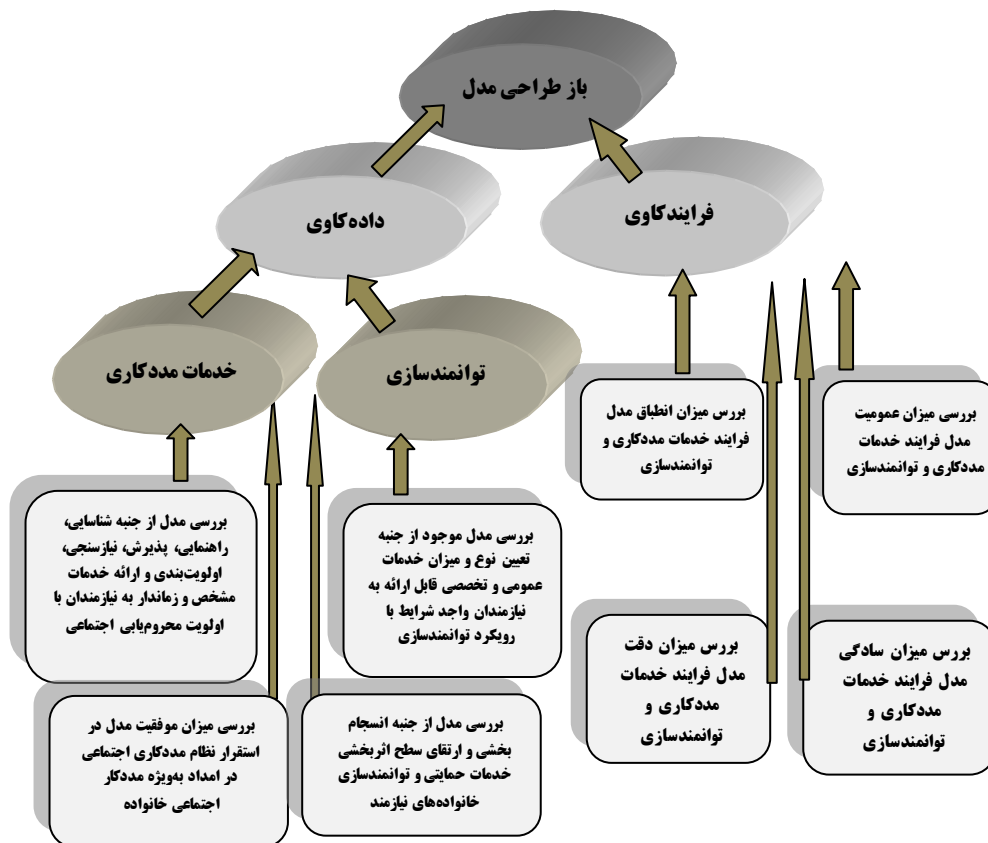 باز طراحی مدل
فرایندکاوی
داده‌کاوی
توانمندسازی
خدمات مددکاری
بررسی میزان عمومیت
مدل فرایند خدمات
مددکاری و توانمندسازی
بررس میزان انطباق مدل
فرایند خدمات مددکاری و
توانمندسازی
بررسی مدل موجود از جنبه
تعیین نوع و میزان خدمات
عمومی و تخصصی قابل ارائه به
نیازمندان واجد شرایط با
رویکرد توانمندسازی
بررسی مدل از جنبه شناسایی،
راهنمایی، پذیرش، نیازسنجی،
اولویت‌بندی و ارائه خدمات
مشخص و زماندار به نیازمندان با
اولویت محروم‌یابی اجتماعی
بررس میزان سادگی
مدل فرایند خدمات
مددکاری و
توانمندسازی
بررس میزان دقت
مدل فرایند خدمات
مددکاری و
توانمندسازی
بررسی مدل از جنبه انسجام
بخشی و ارتقای سطح اثربخشی
خدمات حمایتی و توانمندسازی
خانواده‌های نیازمند
بررسی میزان موفقیت مدل در
استقرار نظام مددکاری اجتماعی
در امداد به‌ویژه مددکار
اجتماعی خانواده